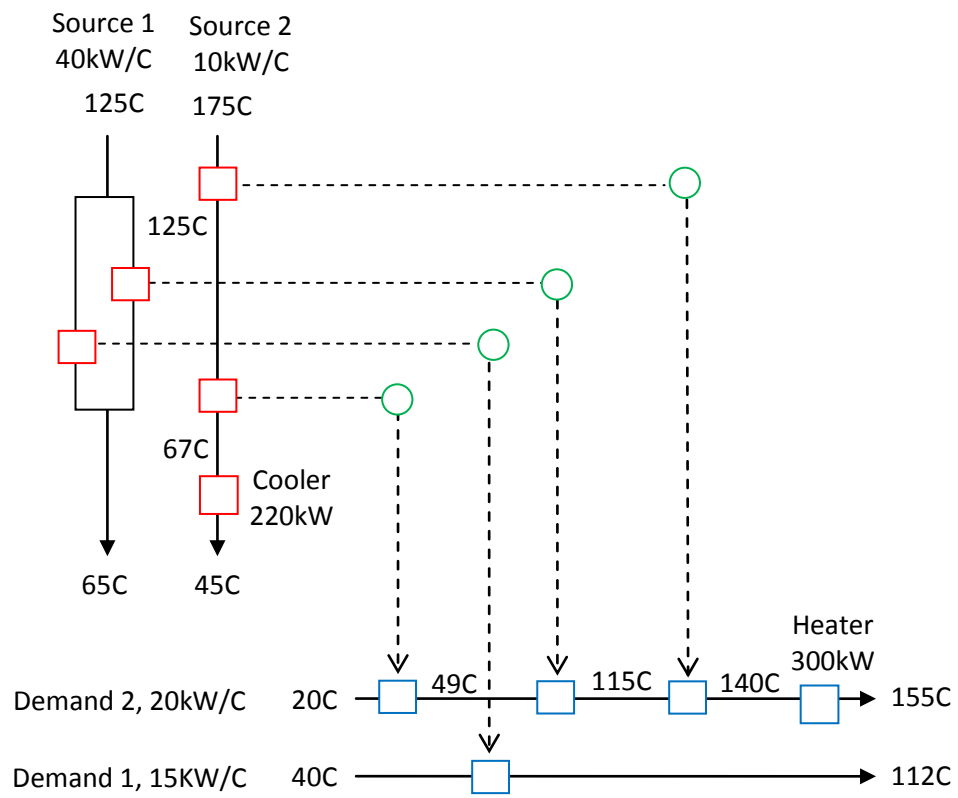 Source 1
40kW/C
125C
Source 2
10kW/C
175C
125C
67C
Cooler
220kW
65C
45C
Heater
300kW
Demand 2, 20kW/C
20C
49C
115C
140C
155C
Demand 1, 15KW/C
40C
112C